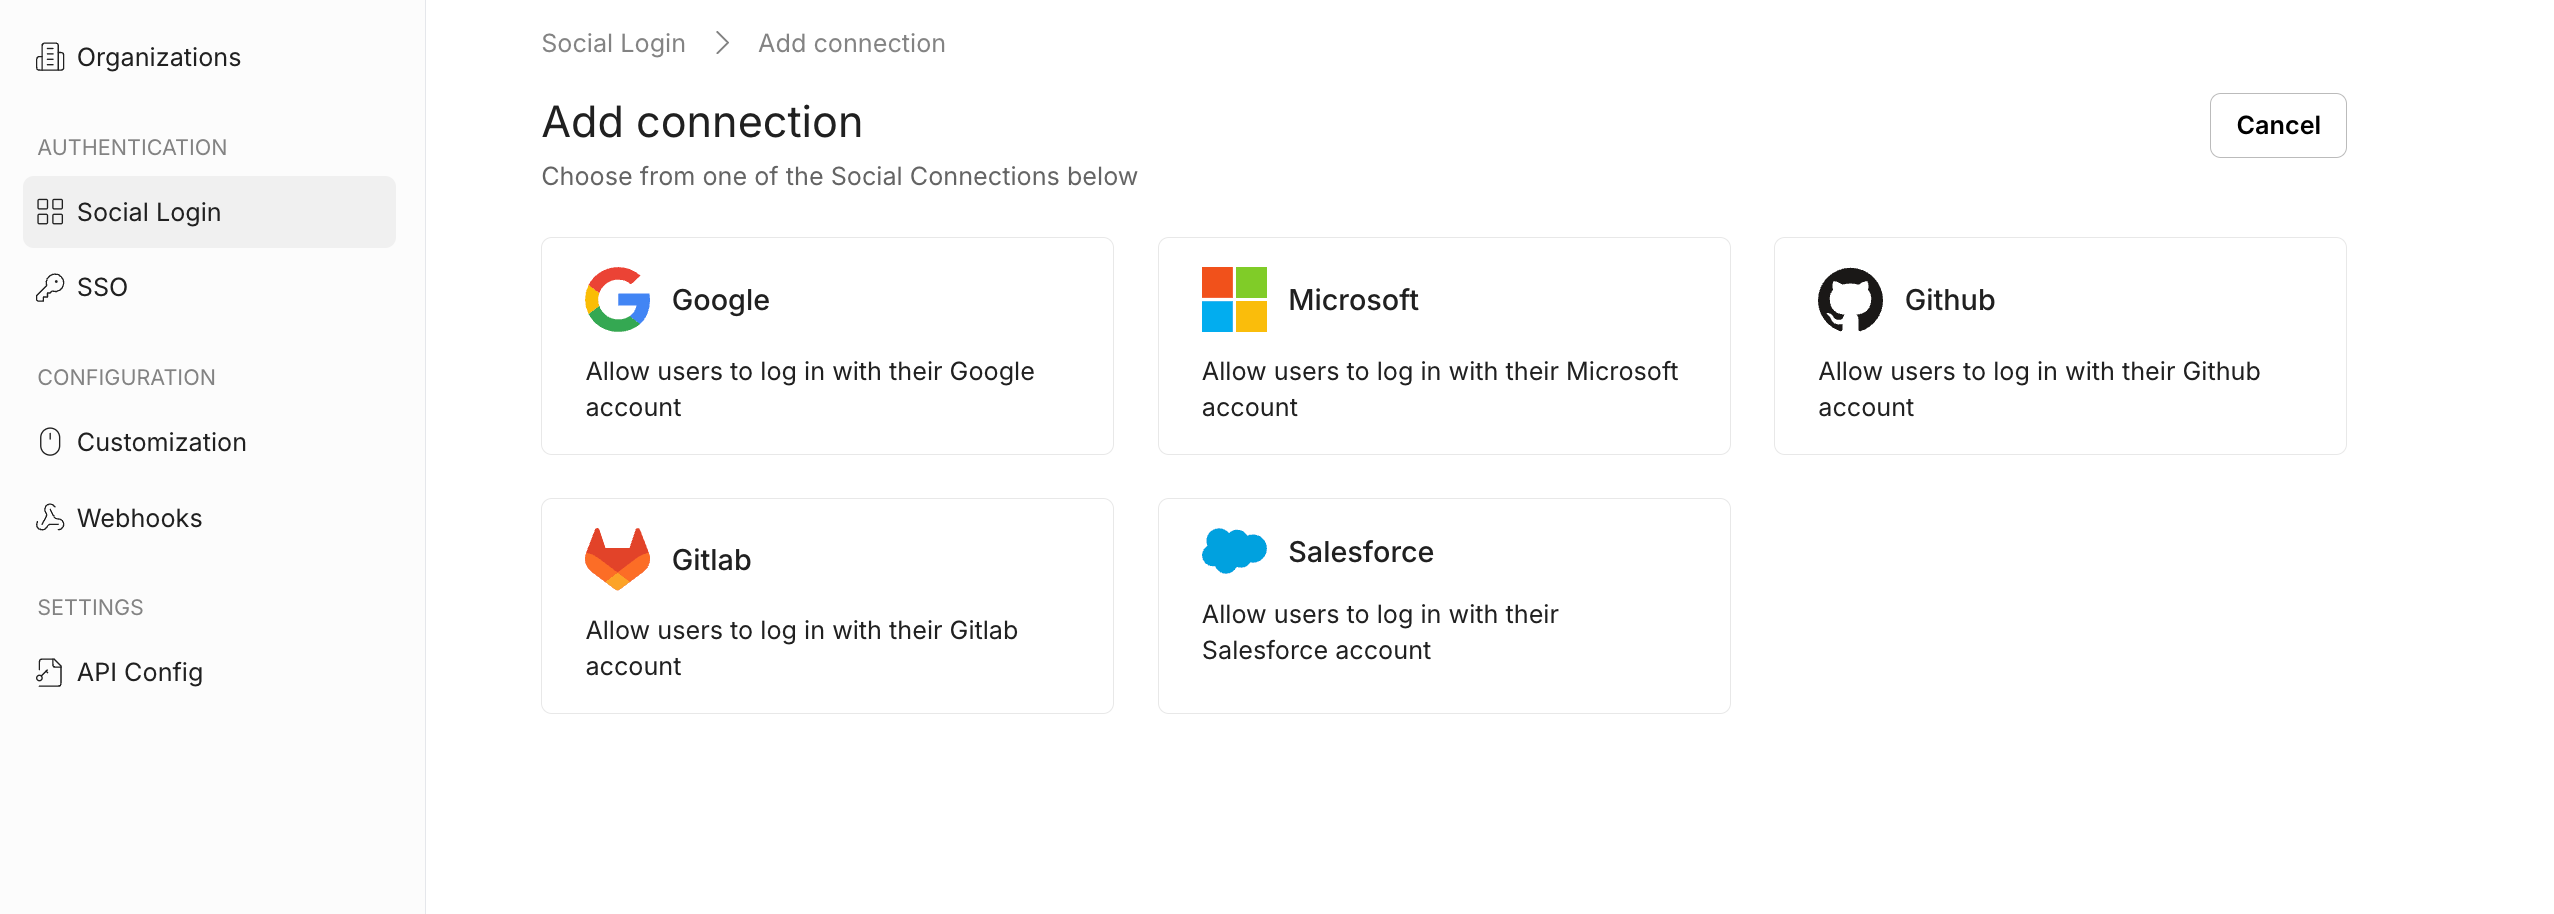 Organizations
AUTHENTICATION
Social Login
SSO
CONFIGURATION
Customization
Webhooks
SETTINGS
API Config
Social Login
Add connection
Add connection
Cancel
Choose from one of the Social Connections below
Google
Allow users to log in with their Google
account
Microsoft
Allow users to log in with their Microsoft
account
Github
Allow users to log in with their Github
account
Gitlab
Allow users to log in with their Gitlab
account
Salesforce
Allow users to log in with their
Salesforce account